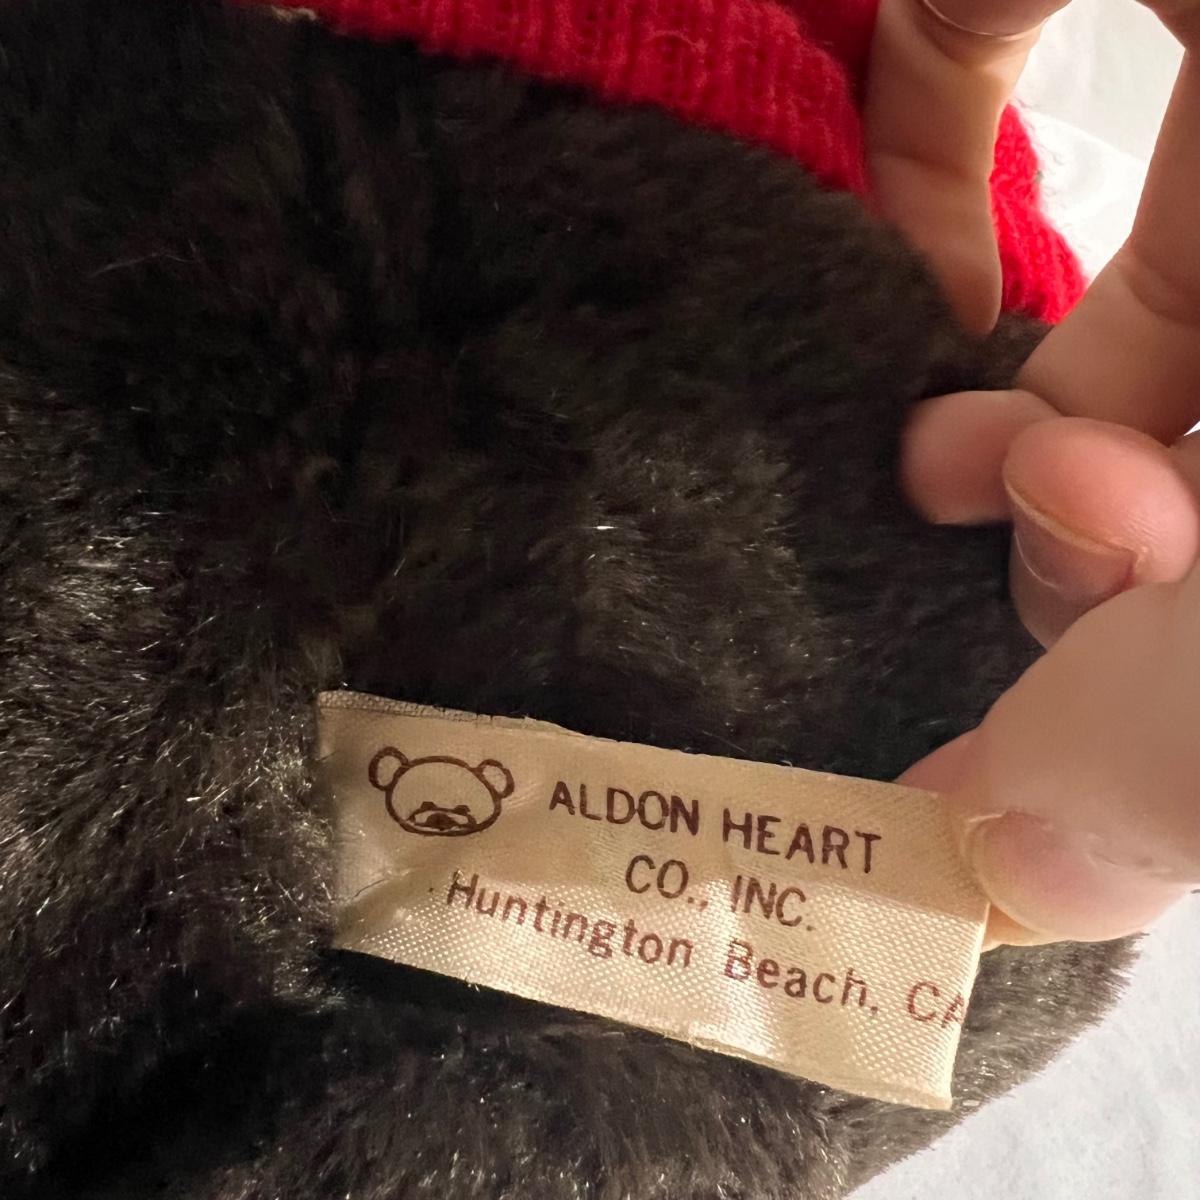 ALDON HEART
CO., INC.
Huntington Beach, CA